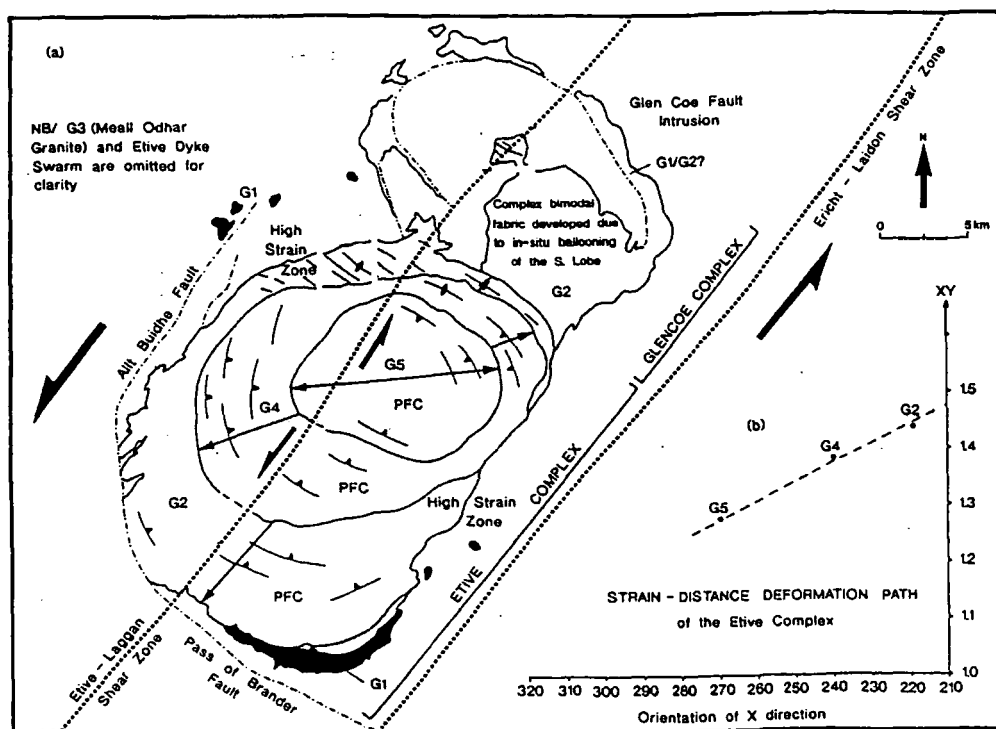 (a)
NB/ G3 (Meall Odhar
Granite) and Etive Dyke
Swarm are omitted for
clarity
G1
High
Strain
Zone
Allt Buidhe Fault
Glen Coe Fault
Intrusion
G1/G2?
Complex bimodal
fabric developed due
to in-situ ballooning
of the S. Lobe
G2
Ericht - Laidon Shear Zone
N
0 5km
GLENCOE COMPLEX
ETIVE COMPLEX
G5
PFC
G4
PFC
G2
High Strain
Zone
PFC
G1
Etive - Laggan
Shear Zone
Pass of Brander
Fault
XY
(b)
1.5
1.4
1.3
1.2
1.1
1.0
G2
G4
G5
STRAIN - DISTANCE DEFORMATION PATH
of the Etive Complex
320 310 300 290 280 270 260 250 240 230 220 210
Orientation of X direction